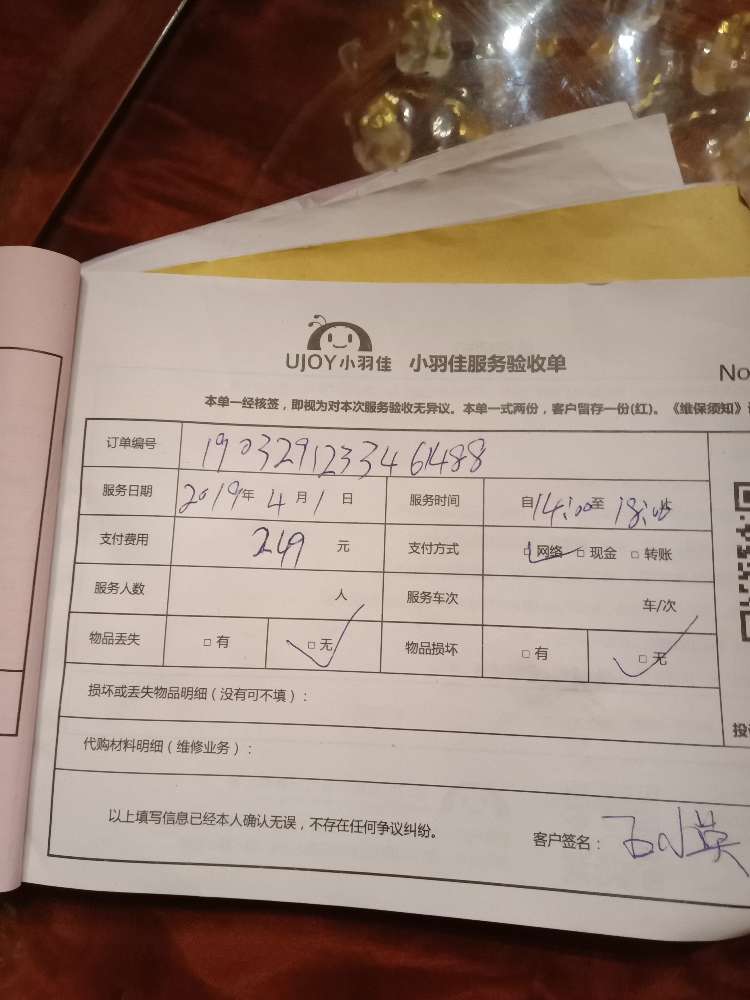 UJOY小羽佳 小羽佳服务验收单
No
本单一经核签，即视为对本次服务验收无异议。本单一式两份，客户留存一份(红)。《维保须知》
订单编号 1903291233461488
服务日期 2019年 4月 1日 服务时间 自14:00至18:00止
支付费用 249 元 支付方式 □网络 □现金 □转账
服务人数 人 服务车次 车/次
物品丢失 □有 □无 物品损坏 □有 □无
损坏或丢失物品明细（没有可不填）：
代购材料明细（维修业务）：
以上填写信息已经本人确认无误，不存在任何争议纠纷。
客户签名：
投